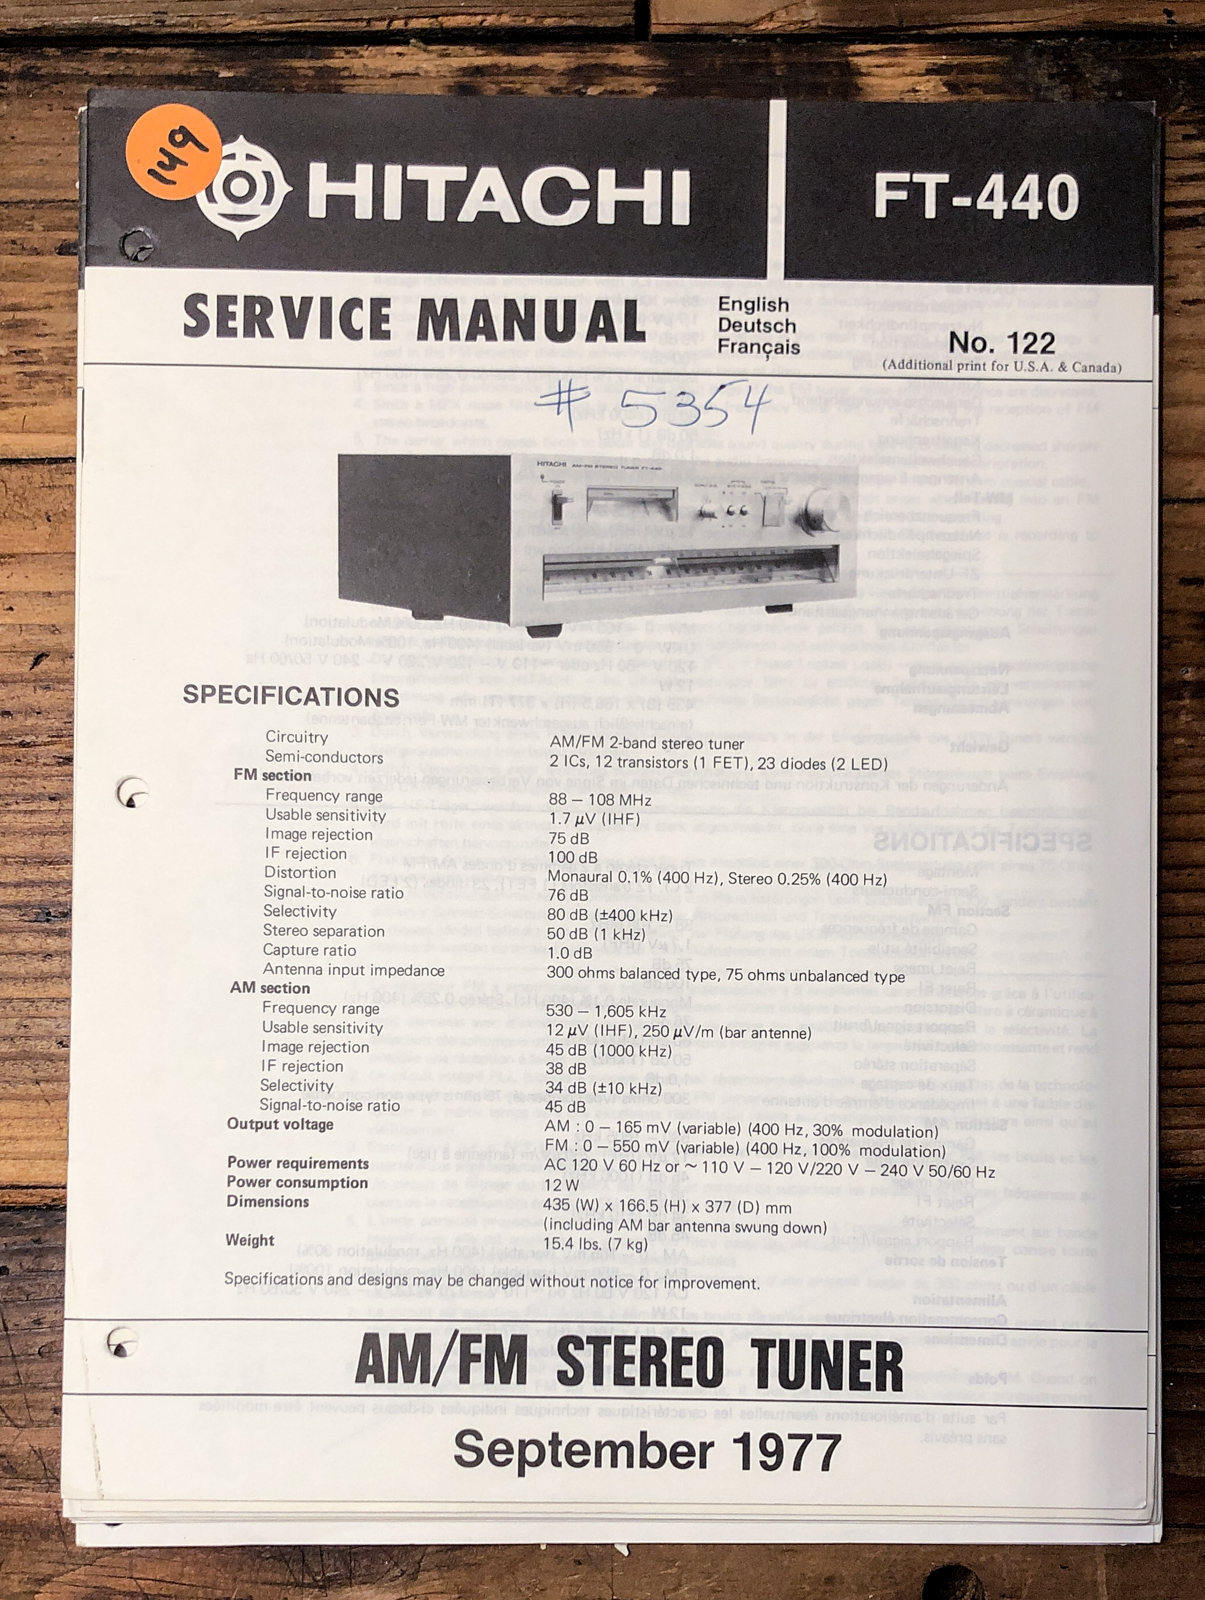 149
HITACHI
FT-440
SERVICE MANUAL
English
Deutsch
Français
No. 122
(Additional print for U.S.A. & Canada)
# 5354
HITACHI AM/FM STEREO TUNER FT-440
SPECIFICATIONS
Circuitry AM/FM 2-band stereo tuner
Semi-conductors 2 ICs, 12 transistors (1 FET), 23 diodes (2 LED)
FM section
Frequency range 88 – 108 MHz
Usable sensitivity 1.7 µV (IHF)
Image rejection 75 dB
IF rejection 100 dB
Distortion Monaural 0.1% (400 Hz), Stereo 0.25% (400 Hz)
Signal-to-noise ratio 76 dB
Selectivity 80 dB (±400 kHz)
Stereo separation 50 dB (1 kHz)
Capture ratio 1.0 dB
Antenna input impedance 300 ohms balanced type, 75 ohms unbalanced type
AM section
Frequency range 530 – 1,605 kHz
Usable sensitivity 12 µV (IHF), 250 µV/m (bar antenne)
Image rejection 45 dB (1000 kHz)
IF rejection 38 dB
Selectivity 34 dB (±10 kHz)
Signal-to-noise ratio 45 dB
Output voltage AM : 0 – 165 mV (variable) (400 Hz, 30% modulation)
FM : 0 – 550 mV (variable) (400 Hz, 100% modulation)
Power requirements AC 120 V 60 Hz or ~ 110 V – 120 V/220 V – 240 V 50/60 Hz
Power consumption 12 W
Dimensions 435 (W) x 166.5 (H) x 377 (D) mm
(including AM bar antenna swung down)
Weight 15.4 lbs. (7 kg)
Specifications and designs may be changed without notice for improvement.
AM/FM STEREO TUNER
September 1977